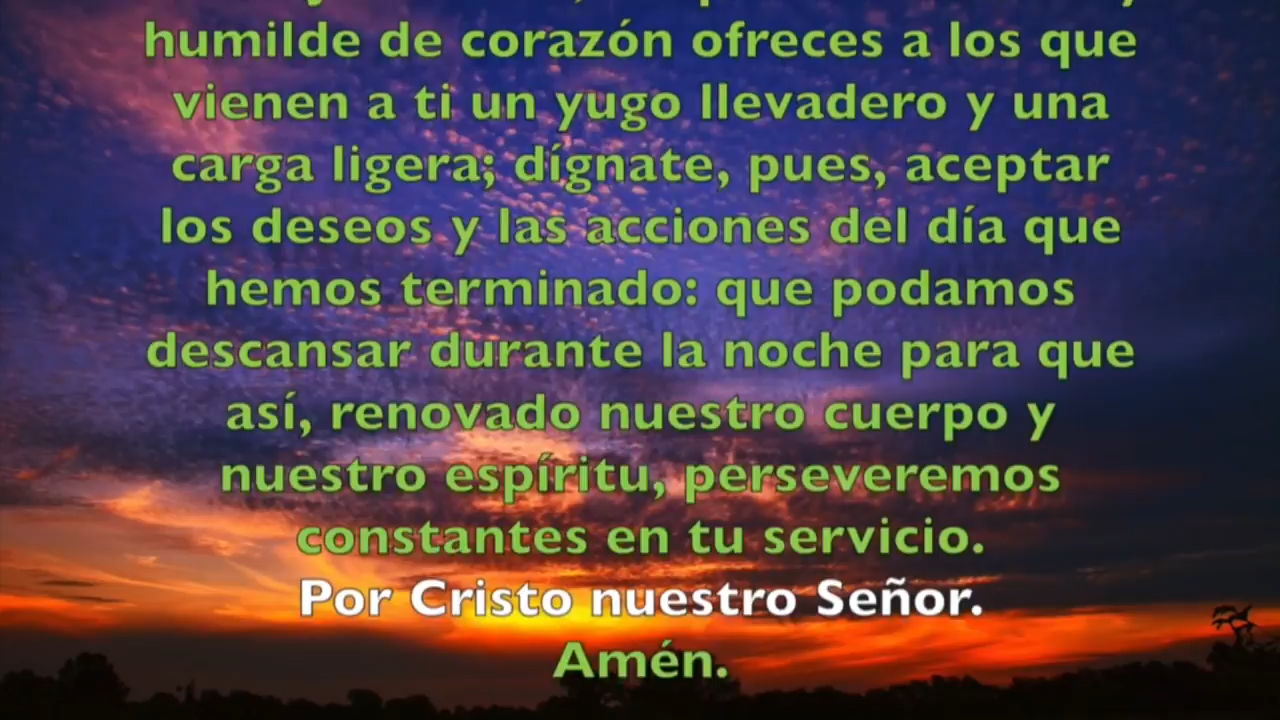 humilde de corazón ofreces a los que
vienen a ti un yugo llevadero y una
carga ligera; dígnate, pues, aceptar
los deseos y las acciones del día que
hemos terminado: que podamos
descansar durante la noche para que
así, renovado nuestro cuerpo y
nuestro espíritu, perseveremos
constantes en tu servicio.
Por Cristo nuestro Señor.
Amén.